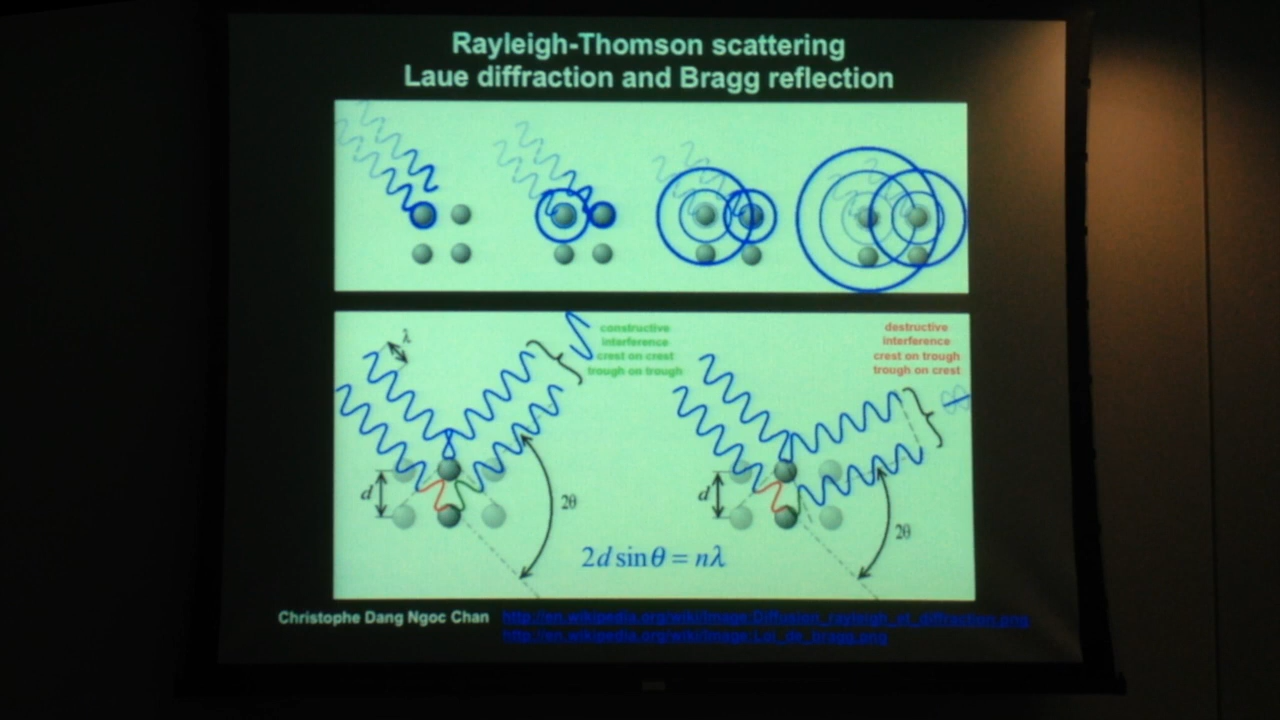 Rayleigh-Thomson scattering
Laue diffraction and Bragg reflection
λ
constructive
interference
crest on crest
trough on trough
destructive
interference
crest on trough
trough on crest
d
2θ
d
2θ
2d sinθ = nλ
Christophe Dang Ngoc Chan http://en.wikipedia.org/wiki/Image:Diffusion_rayleigh_et_diffraction.png
http://en.wikipedia.org/wiki/Image:Loi_de_bragg.png